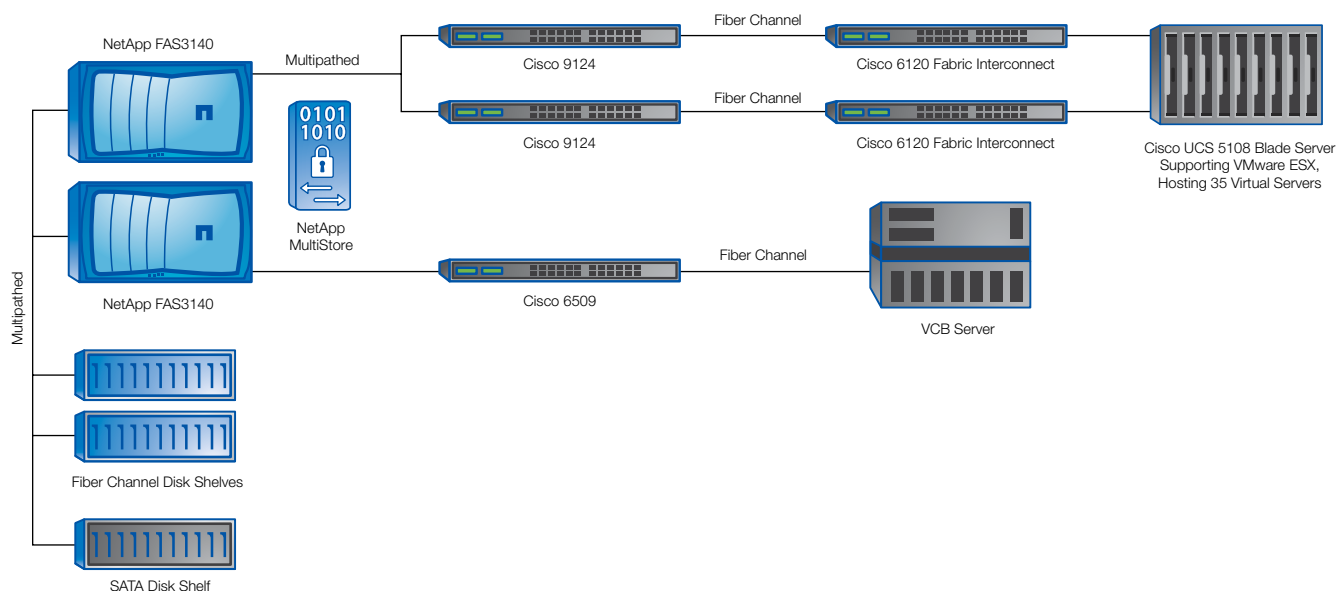 Fiber Channel
NetApp FAS3140
Multipathed
Cisco 9124
Cisco 6120 Fabric Interconnect
0101
1010
Fiber Channel
Cisco 9124
Cisco 6120 Fabric Interconnect
Cisco UCS 5108 Blade Server
Supporting VMware ESX,
Hosting 35 Virtual Servers
NetApp
MultiStore
Fiber Channel
Multipathed
NetApp FAS3140
Cisco 6509
VCB Server
Fiber Channel Disk Shelves
SATA Disk Shelf